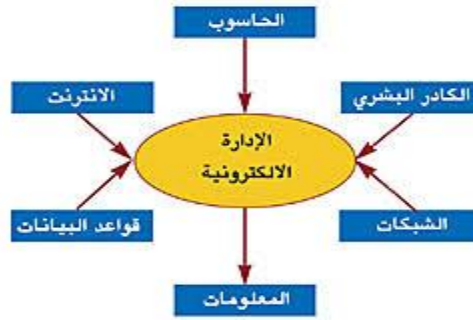 الحاسوب
الكادر البشري
الانترنت
الإدارة
الالكترونية
الشبكات
قواعد البيانات
المعلومات